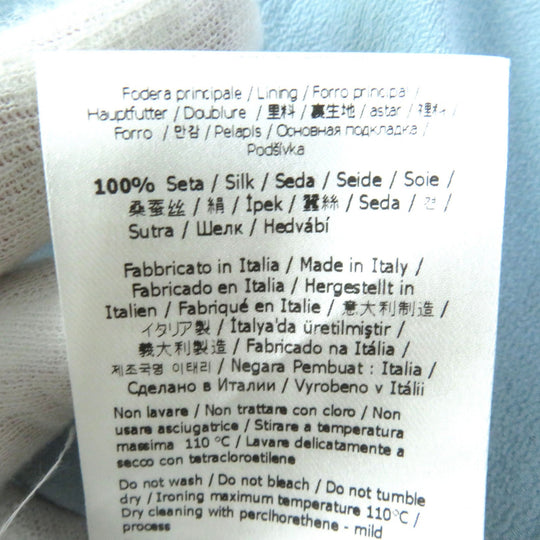 Fodera principale / Lining / Forro principal /
Hauptfutter / Doublure / 里料 / 裏生地 / astar / 裡料 /
Forro / 안감 / Pelapis / Основная подкладка /
Podšívka
100% Seta / Silk / Seda / Seide / Soie /
桑蚕丝 / 絹 / İpek / 蠶絲 / Seda / 견 /
Sutra / Шелк / Hedvábí
Fabbricato in Italia / Made in Italy /
Fabricado en Italia / Hergestellt in
Italien / Fabriqué en Italie / 意大利制造 /
イタリア製 / İtalya'da üretilmiştir /
義大利製造 / Fabricado na Itália /
제조국명 이태리 / Negara Pembuat : Italia /
Сделано в Италии / Vyrobeno v Itálii
Non lavare / Non trattare con cloro / Non
usare asciugatrice / Stirare a temperatura
massima 110 °C / Lavare delicatamente a
secco con tetracloroetilene
Do not wash / Do not bleach / Do not tumble
dry / Ironing maximum temperature 110°C /
Dry cleaning with perclhorethene - mild
process